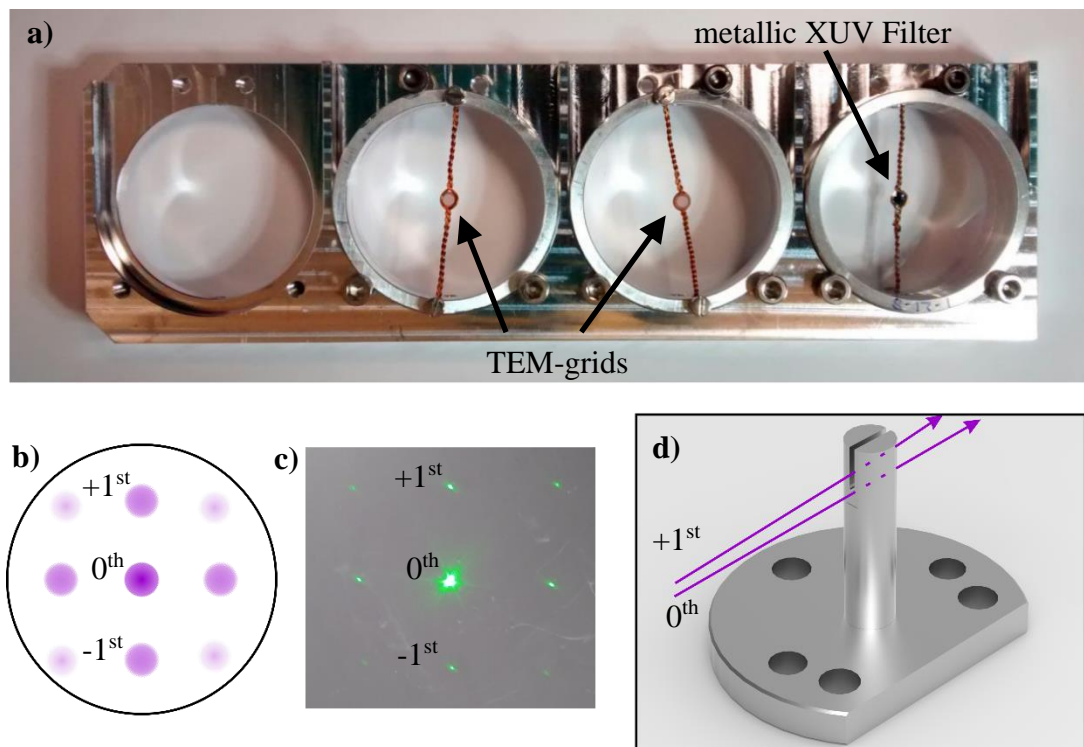 a)
metallic XUV Filter
TEM-grids
b)
+1st
0th
-1st
c)
+1st
0th
-1st
d)
+1st
0th